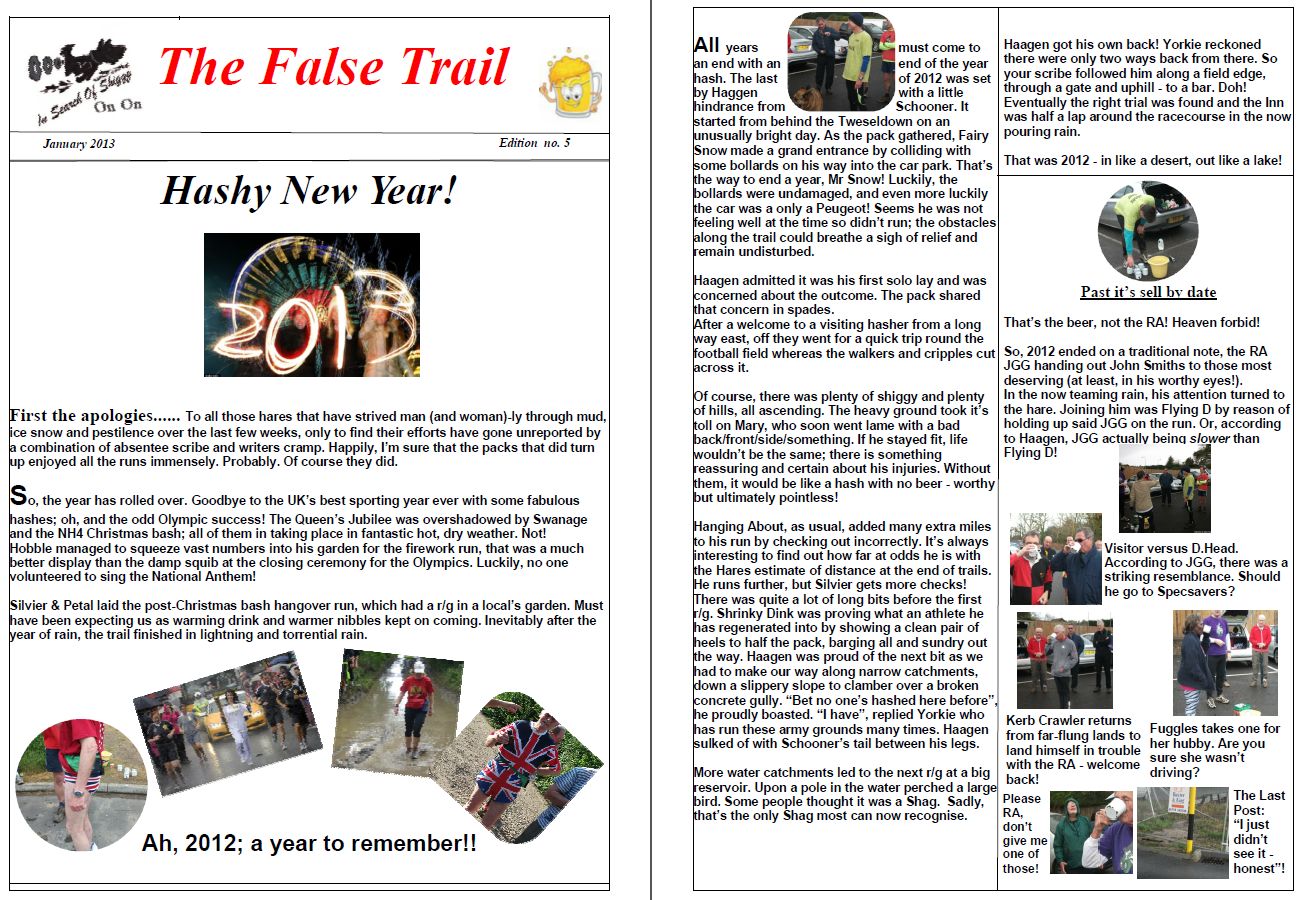 The False Trail
In Search Of Shiggy
On On
January 2013
Edition no. 5
Hashy New Year!
2013
First the apologies...... To all those hares that have strived man (and woman)-ly through mud,
ice snow and pestilence over the last few weeks, only to find their efforts have gone unreported by
a combination of absentee scribe and writers cramp. Happily, I'm sure that the packs that did turn
up enjoyed all the runs immensely. Probably. Of course they did.
So, the year has rolled over. Goodbye to the UK's best sporting year ever with some fabulous
hashes; oh, and the odd Olympic success! The Queen's Jubilee was overshadowed by Swanage
and the NH4 Christmas bash; all of them in taking place in fantastic hot, dry weather. Not!
Hobble managed to squeeze vast numbers into his garden for the firework run, that was a much
better display than the damp squib at the closing ceremony for the Olympics. Luckily, no one
volunteered to sing the National Anthem!
Silvier & Petal laid the post-Christmas bash hangover run, which had a r/g in a local's garden. Must
have been expecting us as warming drink and warmer nibbles kept on coming. Inevitably after the
year of rain, the trail finished in lightning and torrential rain.
Ah, 2012; a year to remember!!
All years must come to
an end with an end of the year
hash. The last of 2012 was set
by Haggen with a little
hindrance from Schooner. It
started from behind the Tweseldown on an
unusually bright day. As the pack gathered, Fairy
Snow made a grand entrance by colliding with
some bollards on his way into the car park. That's
the way to end a year, Mr Snow! Luckily, the
bollards were undamaged, and even more luckily
the car was a only a Peugeot! Seems he was not
feeling well at the time so didn't run; the obstacles
along the trail could breathe a sigh of relief and
remain undisturbed.
Haagen admitted it was his first solo lay and was
concerned about the outcome. The pack shared
that concern in spades.
After a welcome to a visiting hasher from a long
way east, off they went for a quick trip round the
football field whereas the walkers and cripples cut
across it.
Of course, there was plenty of shiggy and plenty
of hills, all ascending. The heavy ground took it's
toll on Mary, who soon went lame with a bad
back/front/side/something. If he stayed fit, life
wouldn't be the same; there is something
reassuring and certain about his injuries. Without
them, it would be like a hash with no beer - worthy
but ultimately pointless!
Hanging About, as usual, added many extra miles
to his run by checking out incorrectly. It's always
interesting to find out how far at odds he is with
the Hares estimate of distance at the end of trails.
He runs further, but Silvier gets more checks!
There was quite a lot of long bits before the first
r/g. Shrinky Dink was proving what an athlete he
has regenerated into by showing a clean pair of
heels to half the pack, barging all and sundry out
the way. Haagen was proud of the next bit as we
had to make our way along narrow catchments,
down a slippery slope to clamber over a broken
concrete gully. “Bet no one's hashed here before”,
he proudly boasted. “I have”, replied Yorkie who
has run these army grounds many times. Haagen
sulked of with Schooner's tail between his legs.
More water catchments led to the next r/g at a big
reservoir. Upon a pole in the water perched a large
bird. Some people thought it was a Shag. Sadly,
that's the only Shag most can now recognise.
Haagen got his own back! Yorkie reckoned
there were only two ways back from there. So
your scribe followed him along a field edge,
through a gate and uphill - to a bar. Doh!
Eventually the right trial was found and the Inn
was half a lap around the racecourse in the now
pouring rain.
That was 2012 - in like a desert, out like a lake!
Past it's sell by date
That's the beer, not the RA! Heaven forbid!
So, 2012 ended on a traditional note, the RA
JGG handing out John Smiths to those most
deserving (at least, in his worthy eyes!).
In the now teaming rain, his attention turned to
the hare. Joining him was Flying D by reason of
holding up said JGG on the run. Or, according
to Haagen, JGG actually being slower than
Flying D!
Visitor versus D.Head.
According to JGG, there was a
striking resemblance. Should
he go to Specsavers?
Kerb Crawler returns
from far-flung lands to
land himself in trouble
with the RA - welcome
back!
Fuggles takes one for
her hubby. Are you
sure she wasn't
driving?
Please
RA,
don't
give me
one of
those!
The Last
Post:
“I just
didn't
see it -
honest”!